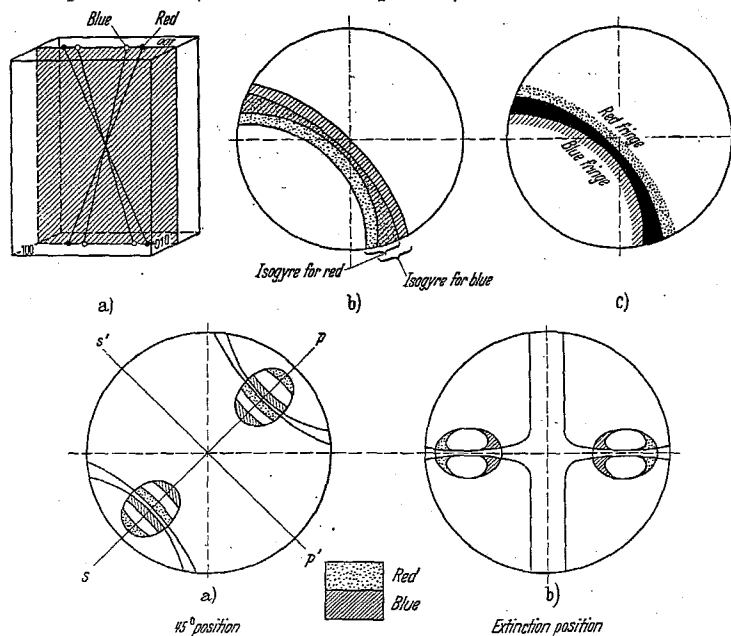 Blue
Red
001
100
010
a)
Isogyre for red
Isogyre for blue
b)
Red fringe
Blue fringe
c)
s'
p
s
p'
a)
45° position
Red
Blue
b)
Extinction position